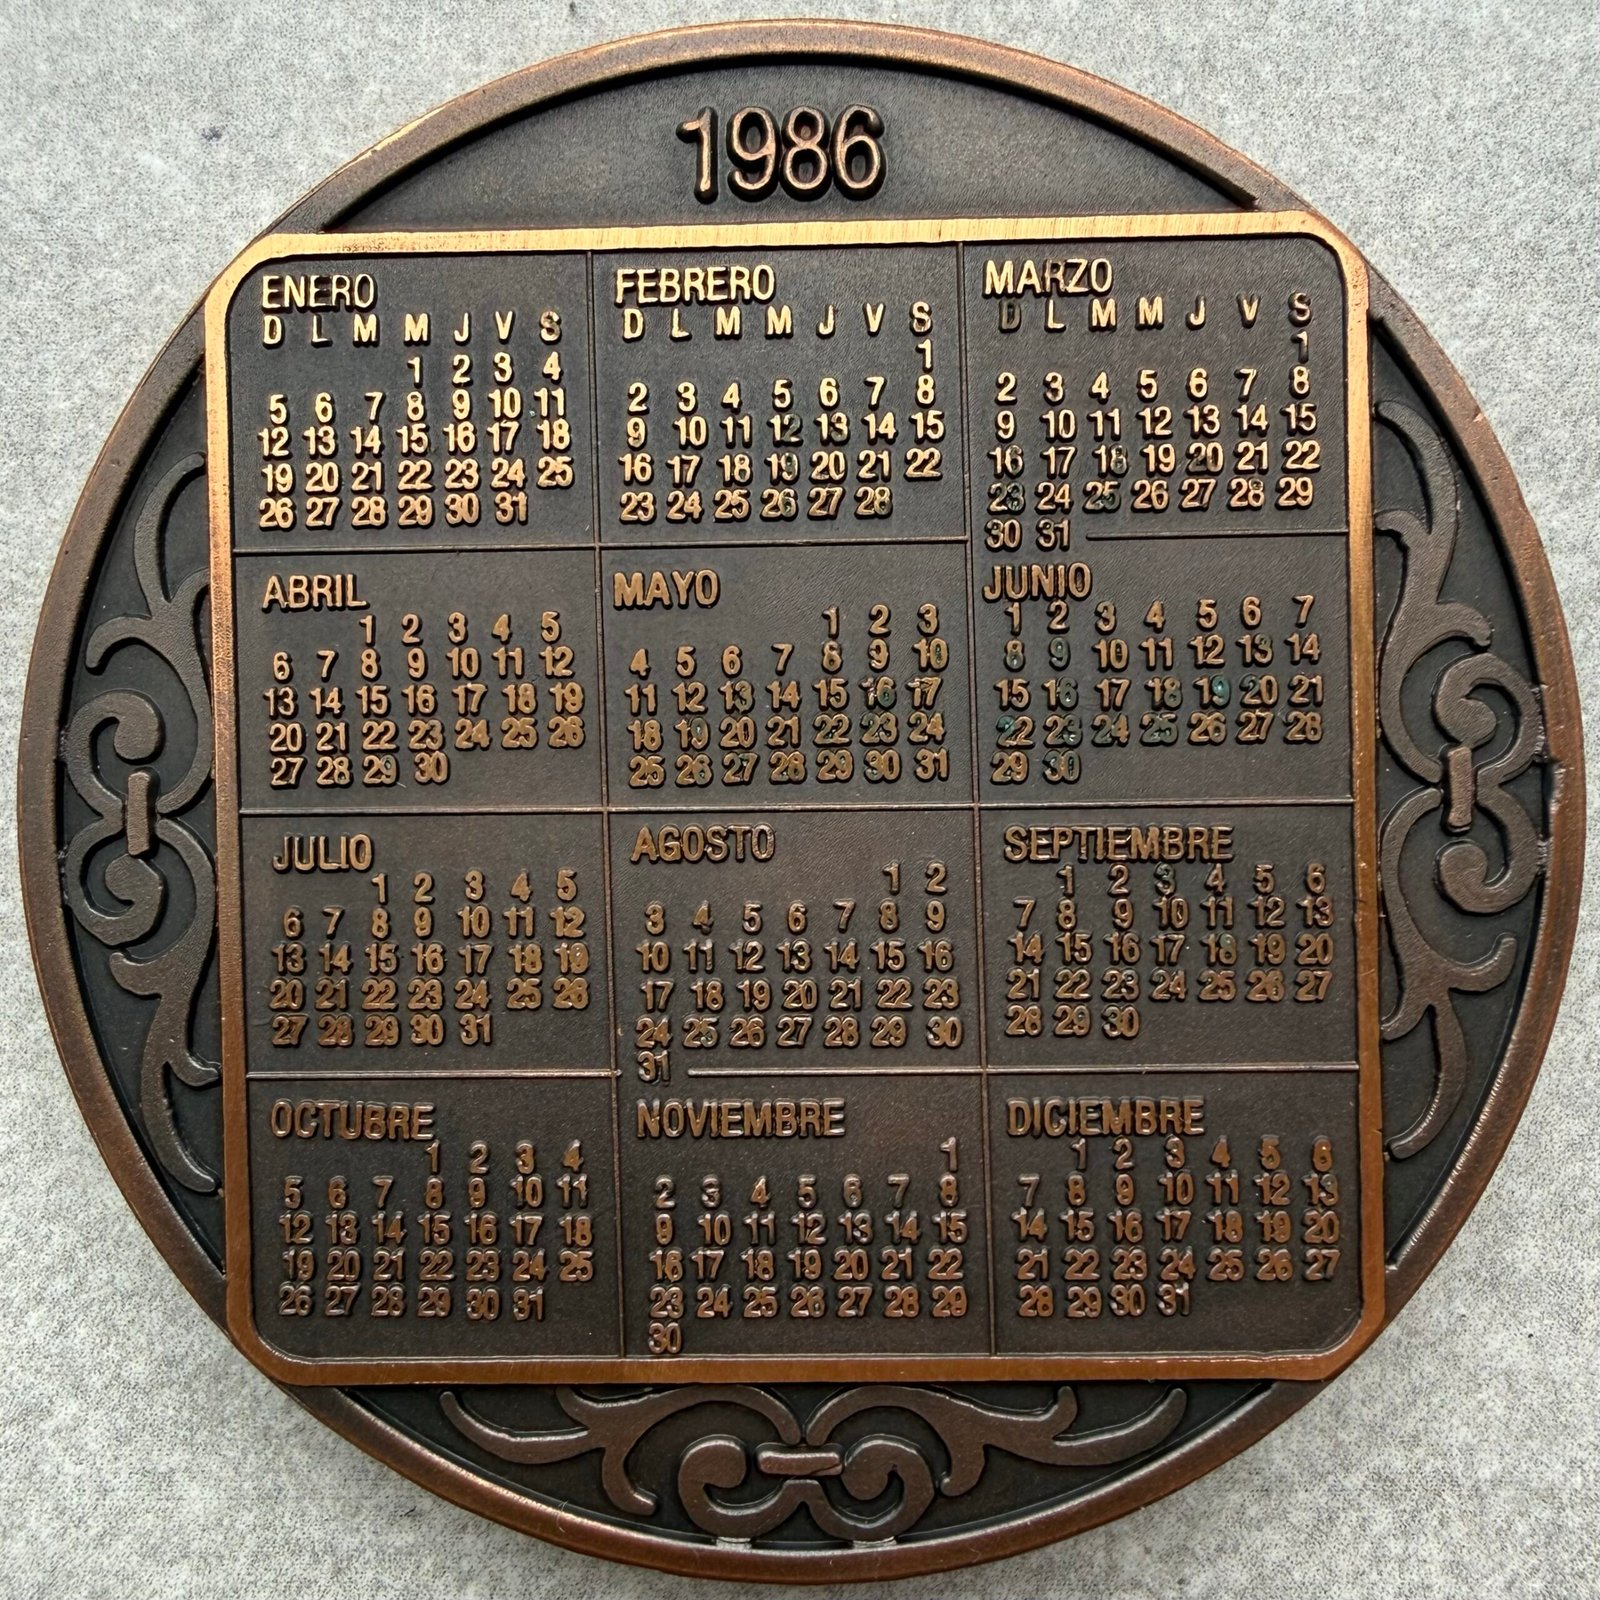 1986
ENERO
D L M M J V S
1 2 3 4
5 6 7 8 9 10 11
12 13 14 15 16 17 18
19 20 21 22 23 24 25
26 27 28 29 30 31
FEBRERO
D L M M J V S
1
2 3 4 5 6 7 8
9 10 11 12 13 14 15
16 17 18 19 20 21 22
23 24 25 26 27 28
MARZO
D L M M J V S
1
2 3 4 5 6 7 8
9 10 11 12 13 14 15
16 17 18 19 20 21 22
23 24 25 26 27 28 29
30 31
ABRIL
1 2 3 4 5
6 7 8 9 10 11 12
13 14 15 16 17 18 19
20 21 22 23 24 25 26
27 28 29 30
MAYO
1 2 3
4 5 6 7 8 9 10
11 12 13 14 15 16 17
18 19 20 21 22 23 24
25 26 27 28 29 30 31
JUNIO
1 2 3 4 5 6 7
8 9 10 11 12 13 14
15 16 17 18 19 20 21
22 23 24 25 26 27 28
29 30
JULIO
1 2 3 4 5
6 7 8 9 10 11 12
13 14 15 16 17 18 19
20 21 22 23 24 25 26
27 28 29 30 31
AGOSTO
1 2
3 4 5 6 7 8 9
10 11 12 13 14 15 16
17 18 19 20 21 22 23
24 25 26 27 28 29 30
31
SEPTIEMBRE
1 2 3 4 5 6
7 8 9 10 11 12 13
14 15 16 17 18 19 20
21 22 23 24 25 26 27
28 29 30
OCTUBRE
1 2 3 4
5 6 7 8 9 10 11
12 13 14 15 16 17 18
19 20 21 22 23 24 25
26 27 28 29 30 31
NOVIEMBRE
1
2 3 4 5 6 7 8
9 10 11 12 13 14 15
16 17 18 19 20 21 22
23 24 25 26 27 28 29
30
DICIEMBRE
1 2 3 4 5 6
7 8 9 10 11 12 13
14 15 16 17 18 19 20
21 22 23 24 25 26 27
28 29 30 31